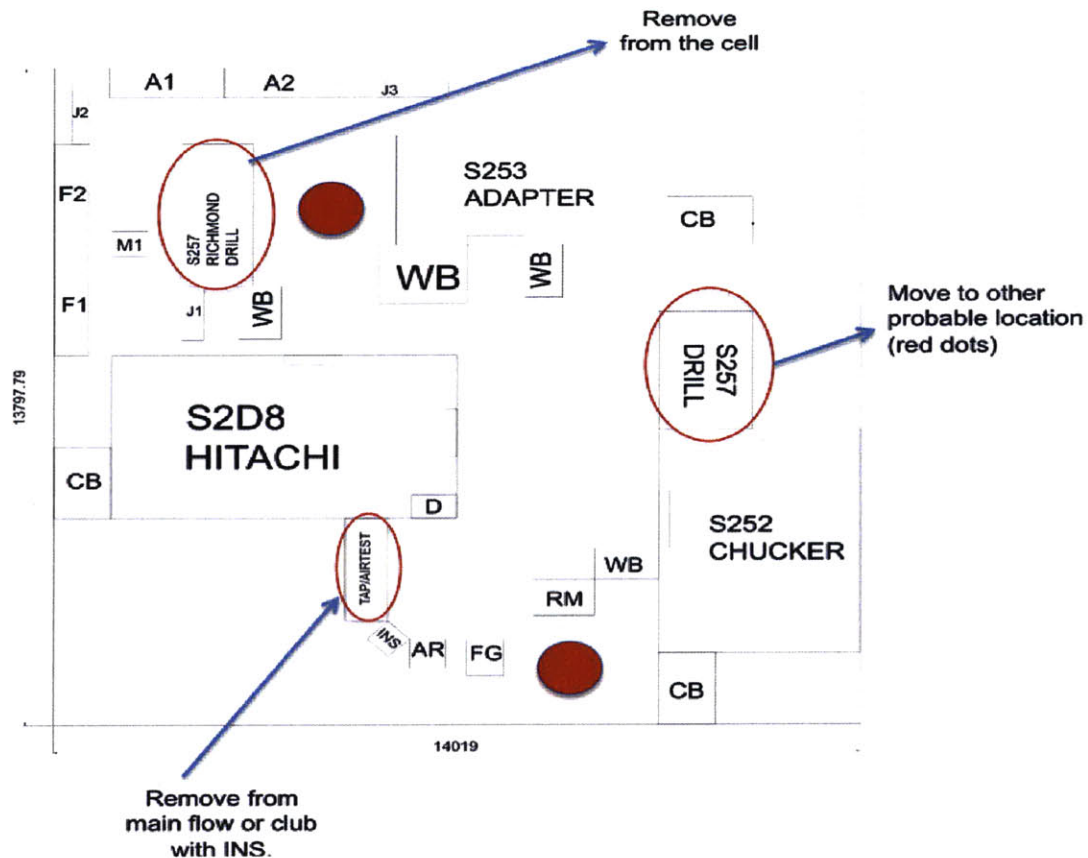 Remove
from the cell
A1
A2
J3
J2
F2
S257
RICHMOND
DRILL
S253
ADAPTER
CB
M1
WB
WB
F1
J1
WB
Move to other
probable location
(red dots)
S257
DRILL
13797.79
S2D8
HITACHI
CB
D
S252
CHUCKER
TAP/AIRTEST
WB
RM
INS
AR
FG
CB
14019
Remove from
main flow or club
with INS.